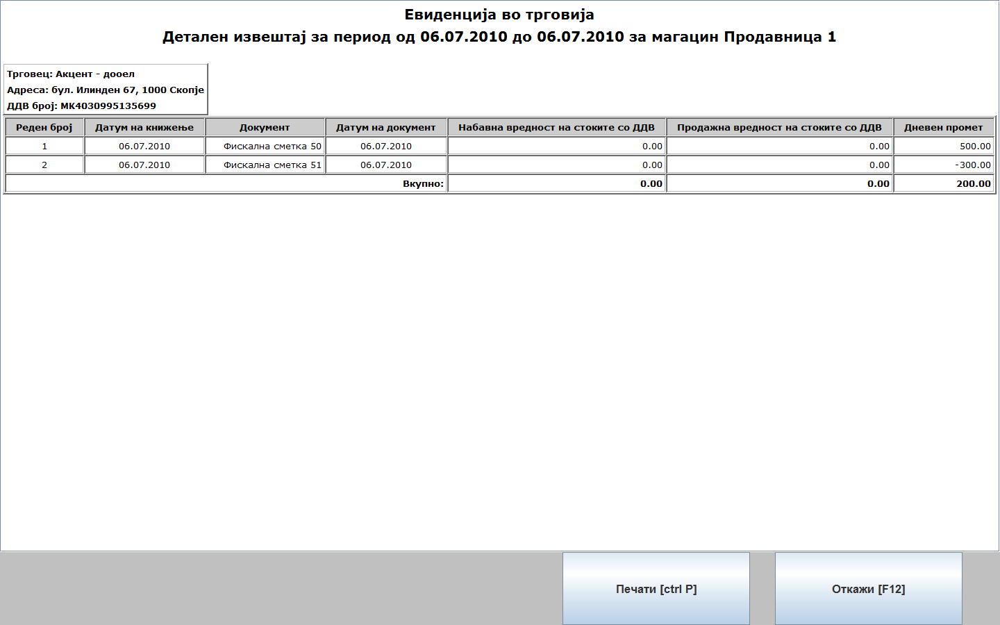 Евиденција во трговија
Детален извештај за период од 06.07.2010 до 06.07.2010 за магацин Продавница 1
Трговец: Акцент - дооел
Адреса: бул. Илинден 67, 1000 Скопје
ДДВ број: МК4030995135699
Реден број Датум на книжење Документ Датум на документ Набавна вредност на стоките со ДДВ Продажна вредност на стоките со ДДВ Дневен промет
1 06.07.2010 Фискална сметка 50 06.07.2010 0.00 0.00 500.00
2 06.07.2010 Фискална сметка 51 06.07.2010 0.00 0.00 -300.00
Вкупно: 0.00 0.00 200.00
Печати [ctrl P] Откажи [F12]